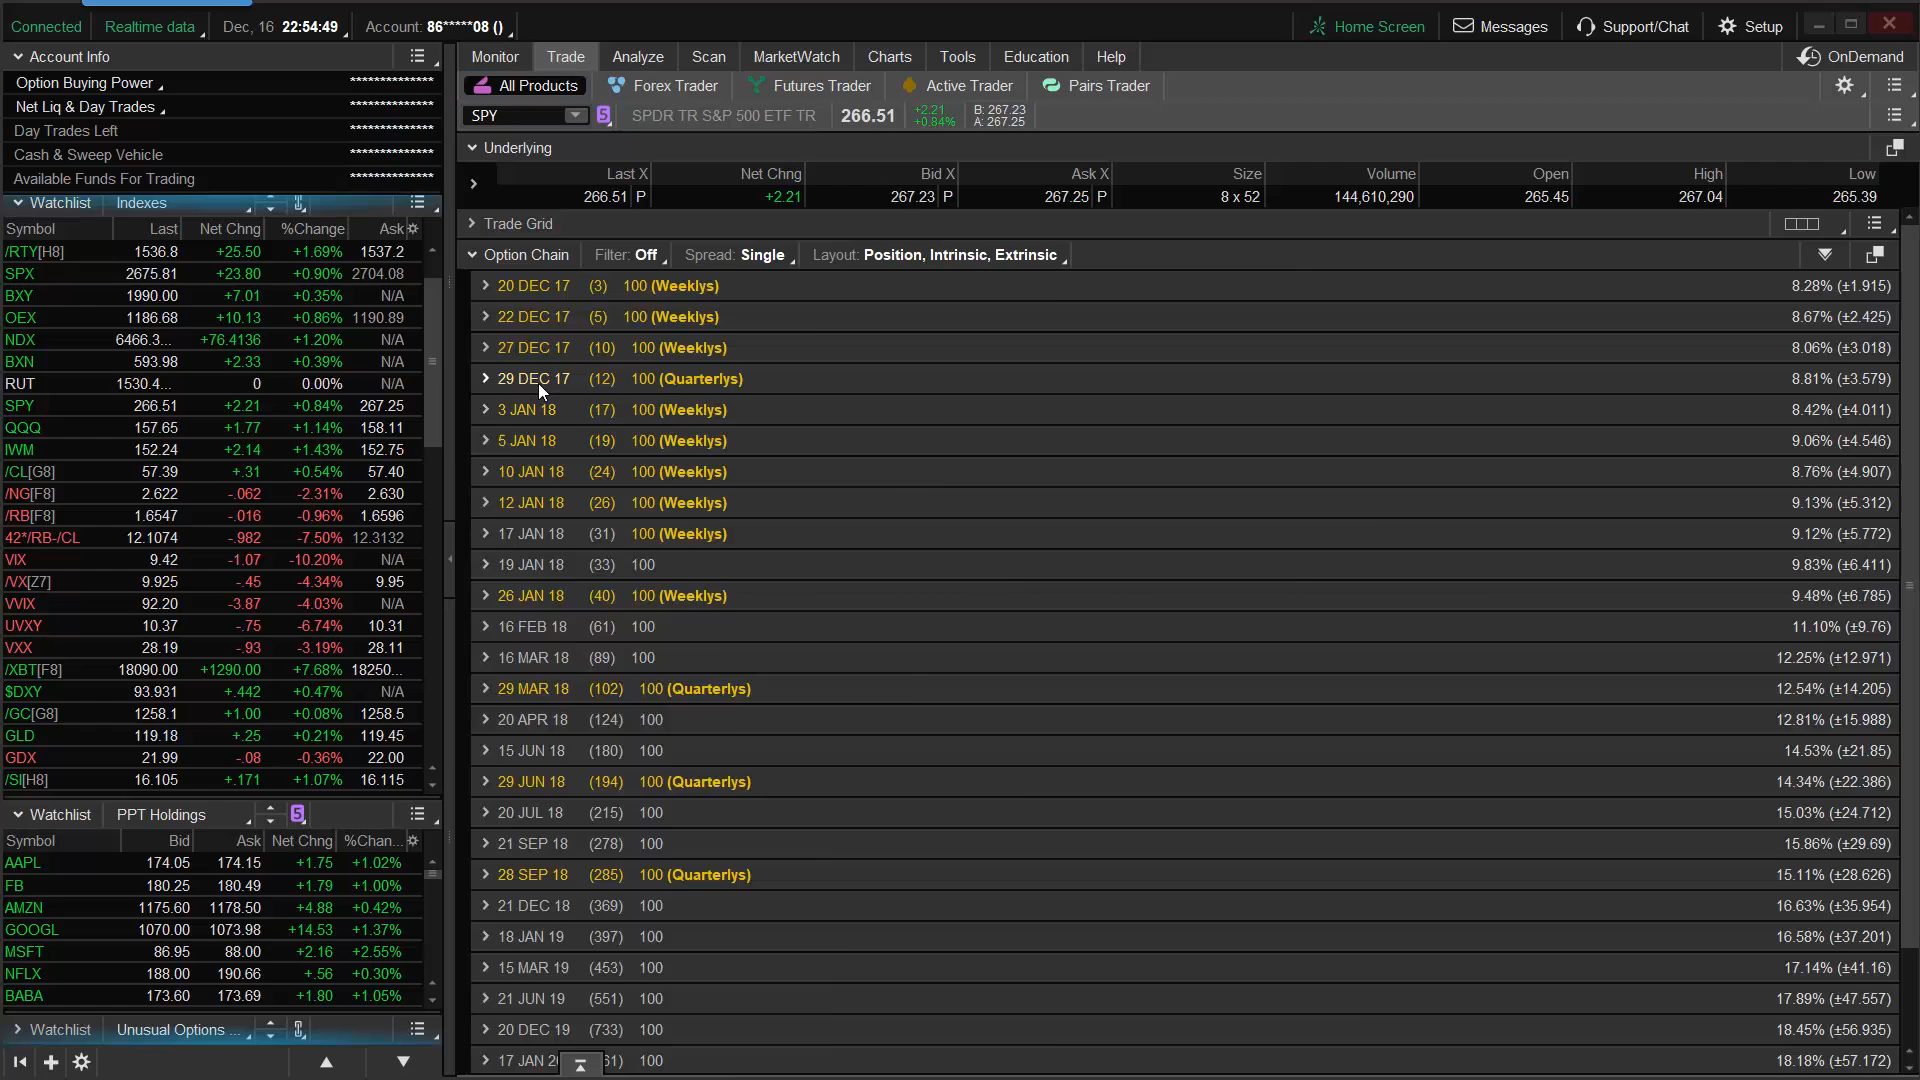 Connected Realtime data Dec, 16 22:54:49 Account: 86*****08 () Home Screen Messages Support/Chat Setup
Account Info Monitor Trade Analyze Scan MarketWatch Charts Tools Education Help OnDemand
Option Buying Power **************
Net Liq & Day Trades **************
Day Trades Left **************
Cash & Sweep Vehicle **************
Available Funds For Trading **************
Watchlist Indexes
Symbol Last Net Chng %Change Ask
/RTY[H8] 1536.8 +25.50 +1.69% 1537.2
SPX 2675.81 +23.80 +0.90% 2704.08
BXY 1990.00 +7.01 +0.35% N/A
OEX 1186.68 +10.13 +0.86% 1190.89
NDX 6466.3... +76.4136 +1.20% N/A
BXN 593.98 +2.33 +0.39% N/A
RUT 1530.4... 0 0.00% N/A
SPY 266.51 +2.21 +0.84% 267.25
QQQ 157.65 +1.77 +1.14% 158.11
IWM 152.24 +2.14 +1.43% 152.75
/CL[G8] 57.39 +.31 +0.54% 57.40
/NG[F8] 2.622 -.062 -2.31% 2.630
/RB[F8] 1.6547 -.016 -0.96% 1.6596
42*/RB-/CL 12.1074 -.982 -7.50% 12.3132
VIX 9.42 -1.07 -10.20% N/A
/VX[Z7] 9.925 -.45 -4.34% 9.95
VVIX 92.20 -3.87 -4.03% N/A
UVXY 10.37 -.75 -6.74% 10.31
VXX 28.19 -.93 -3.19% 28.11
/XBT[F8] 18090.00 +1290.00 +7.68% 18250...
$DXY 93.931 +.442 +0.47% N/A
/GC[G8] 1258.1 +1.00 +0.08% 1258.5
GLD 119.18 +.25 +0.21% 119.45
GDX 21.99 -.08 -0.36% 22.00
/SI[H8] 16.105 +.171 +1.07% 16.115
Watchlist PPT Holdings 5
Symbol Bid Ask Net Chng %Chan...
AAPL 174.05 174.15 +1.75 +1.02%
FB 180.25 180.49 +1.79 +1.00%
AMZN 1175.60 1178.50 +4.88 +0.42%
GOOGL 1070.00 1073.98 +14.53 +1.37%
MSFT 86.95 88.00 +2.16 +2.55%
NFLX 188.00 190.66 +.56 +0.30%
BABA 173.60 173.69 +1.80 +1.05%
Watchlist Unusual Options ...
All Products Forex Trader Futures Trader Active Trader Pairs Trader
SPY 5 SPDR TR S&P 500 ETF TR 266.51 +2.21 +0.84% B: 267.23 A: 267.25
Underlying
Last X Net Chng Bid X Ask X Size Volume Open High Low
266.51 P +2.21 267.23 P 267.25 P 8 x 52 144,610,290 265.45 267.04 265.39
Trade Grid
Option Chain Filter: Off Spread: Single Layout: Position, Intrinsic, Extrinsic
20 DEC 17 (3) 100 (Weeklys) 8.28% (±1.915)
22 DEC 17 (5) 100 (Weeklys) 8.67% (±2.425)
27 DEC 17 (10) 100 (Weeklys) 8.06% (±3.018)
29 DEC 17 (12) 100 (Quarterlys) 8.81% (±3.579)
3 JAN 18 (17) 100 (Weeklys) 8.42% (±4.011)
5 JAN 18 (19) 100 (Weeklys) 9.06% (±4.546)
10 JAN 18 (24) 100 (Weeklys) 8.76% (±4.907)
12 JAN 18 (26) 100 (Weeklys) 9.13% (±5.312)
17 JAN 18 (31) 100 (Weeklys) 9.12% (±5.772)
19 JAN 18 (33) 100 9.83% (±6.411)
26 JAN 18 (40) 100 (Weeklys) 9.48% (±6.785)
16 FEB 18 (61) 100 11.10% (±9.76)
16 MAR 18 (89) 100 12.25% (±12.971)
29 MAR 18 (102) 100 (Quarterlys) 12.54% (±14.205)
20 APR 18 (124) 100 12.81% (±15.988)
15 JUN 18 (180) 100 14.53% (±21.85)
29 JUN 18 (194) 100 (Quarterlys) 14.34% (±22.386)
20 JUL 18 (215) 100 15.03% (±24.712)
21 SEP 18 (278) 100 15.86% (±29.69)
28 SEP 18 (285) 100 (Quarterlys) 15.11% (±28.626)
21 DEC 18 (369) 100 16.63% (±35.954)
18 JAN 19 (397) 100 16.58% (±37.201)
15 MAR 19 (453) 100 17.14% (±41.16)
21 JUN 19 (551) 100 17.89% (±47.557)
20 DEC 19 (733) 100 18.45% (±56.935)
17 JAN 2 61) 100 18.18% (±57.172)